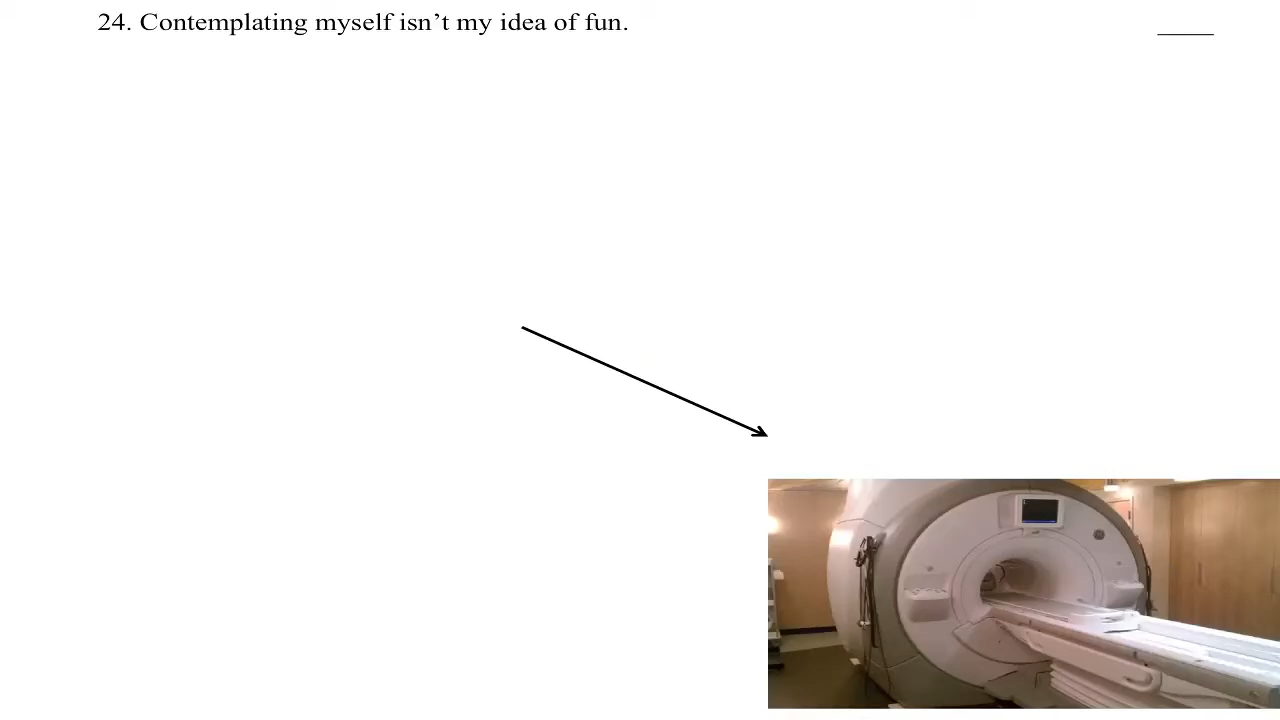 24. Contemplating myself isn’t my idea of fun.